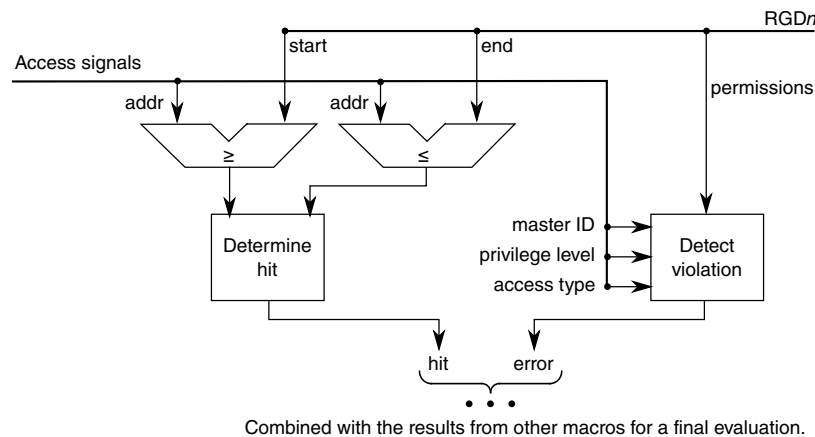 RGDn
start
end
Access signals
addr
addr
permissions
≥
≤
master ID
privilege level
access type
Determine
hit
Detect
violation
hit
error
Combined with the results from other macros for a final evaluation.